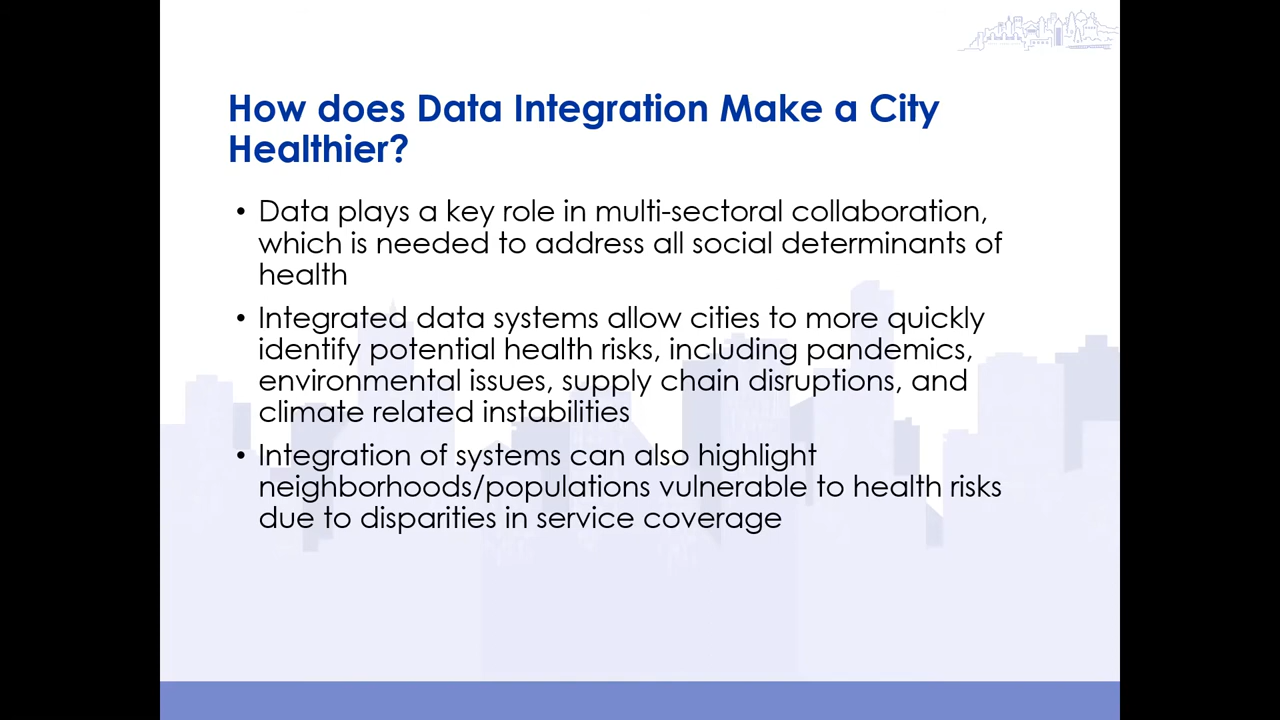 How does Data Integration Make a City
Healthier?
• Data plays a key role in multi-sectoral collaboration,
which is needed to address all social determinants of
health
• Integrated data systems allow cities to more quickly
identify potential health risks, including pandemics,
environmental issues, supply chain disruptions, and
climate related instabilities
• Integration of systems can also highlight
neighborhoods/populations vulnerable to health risks
due to disparities in service coverage